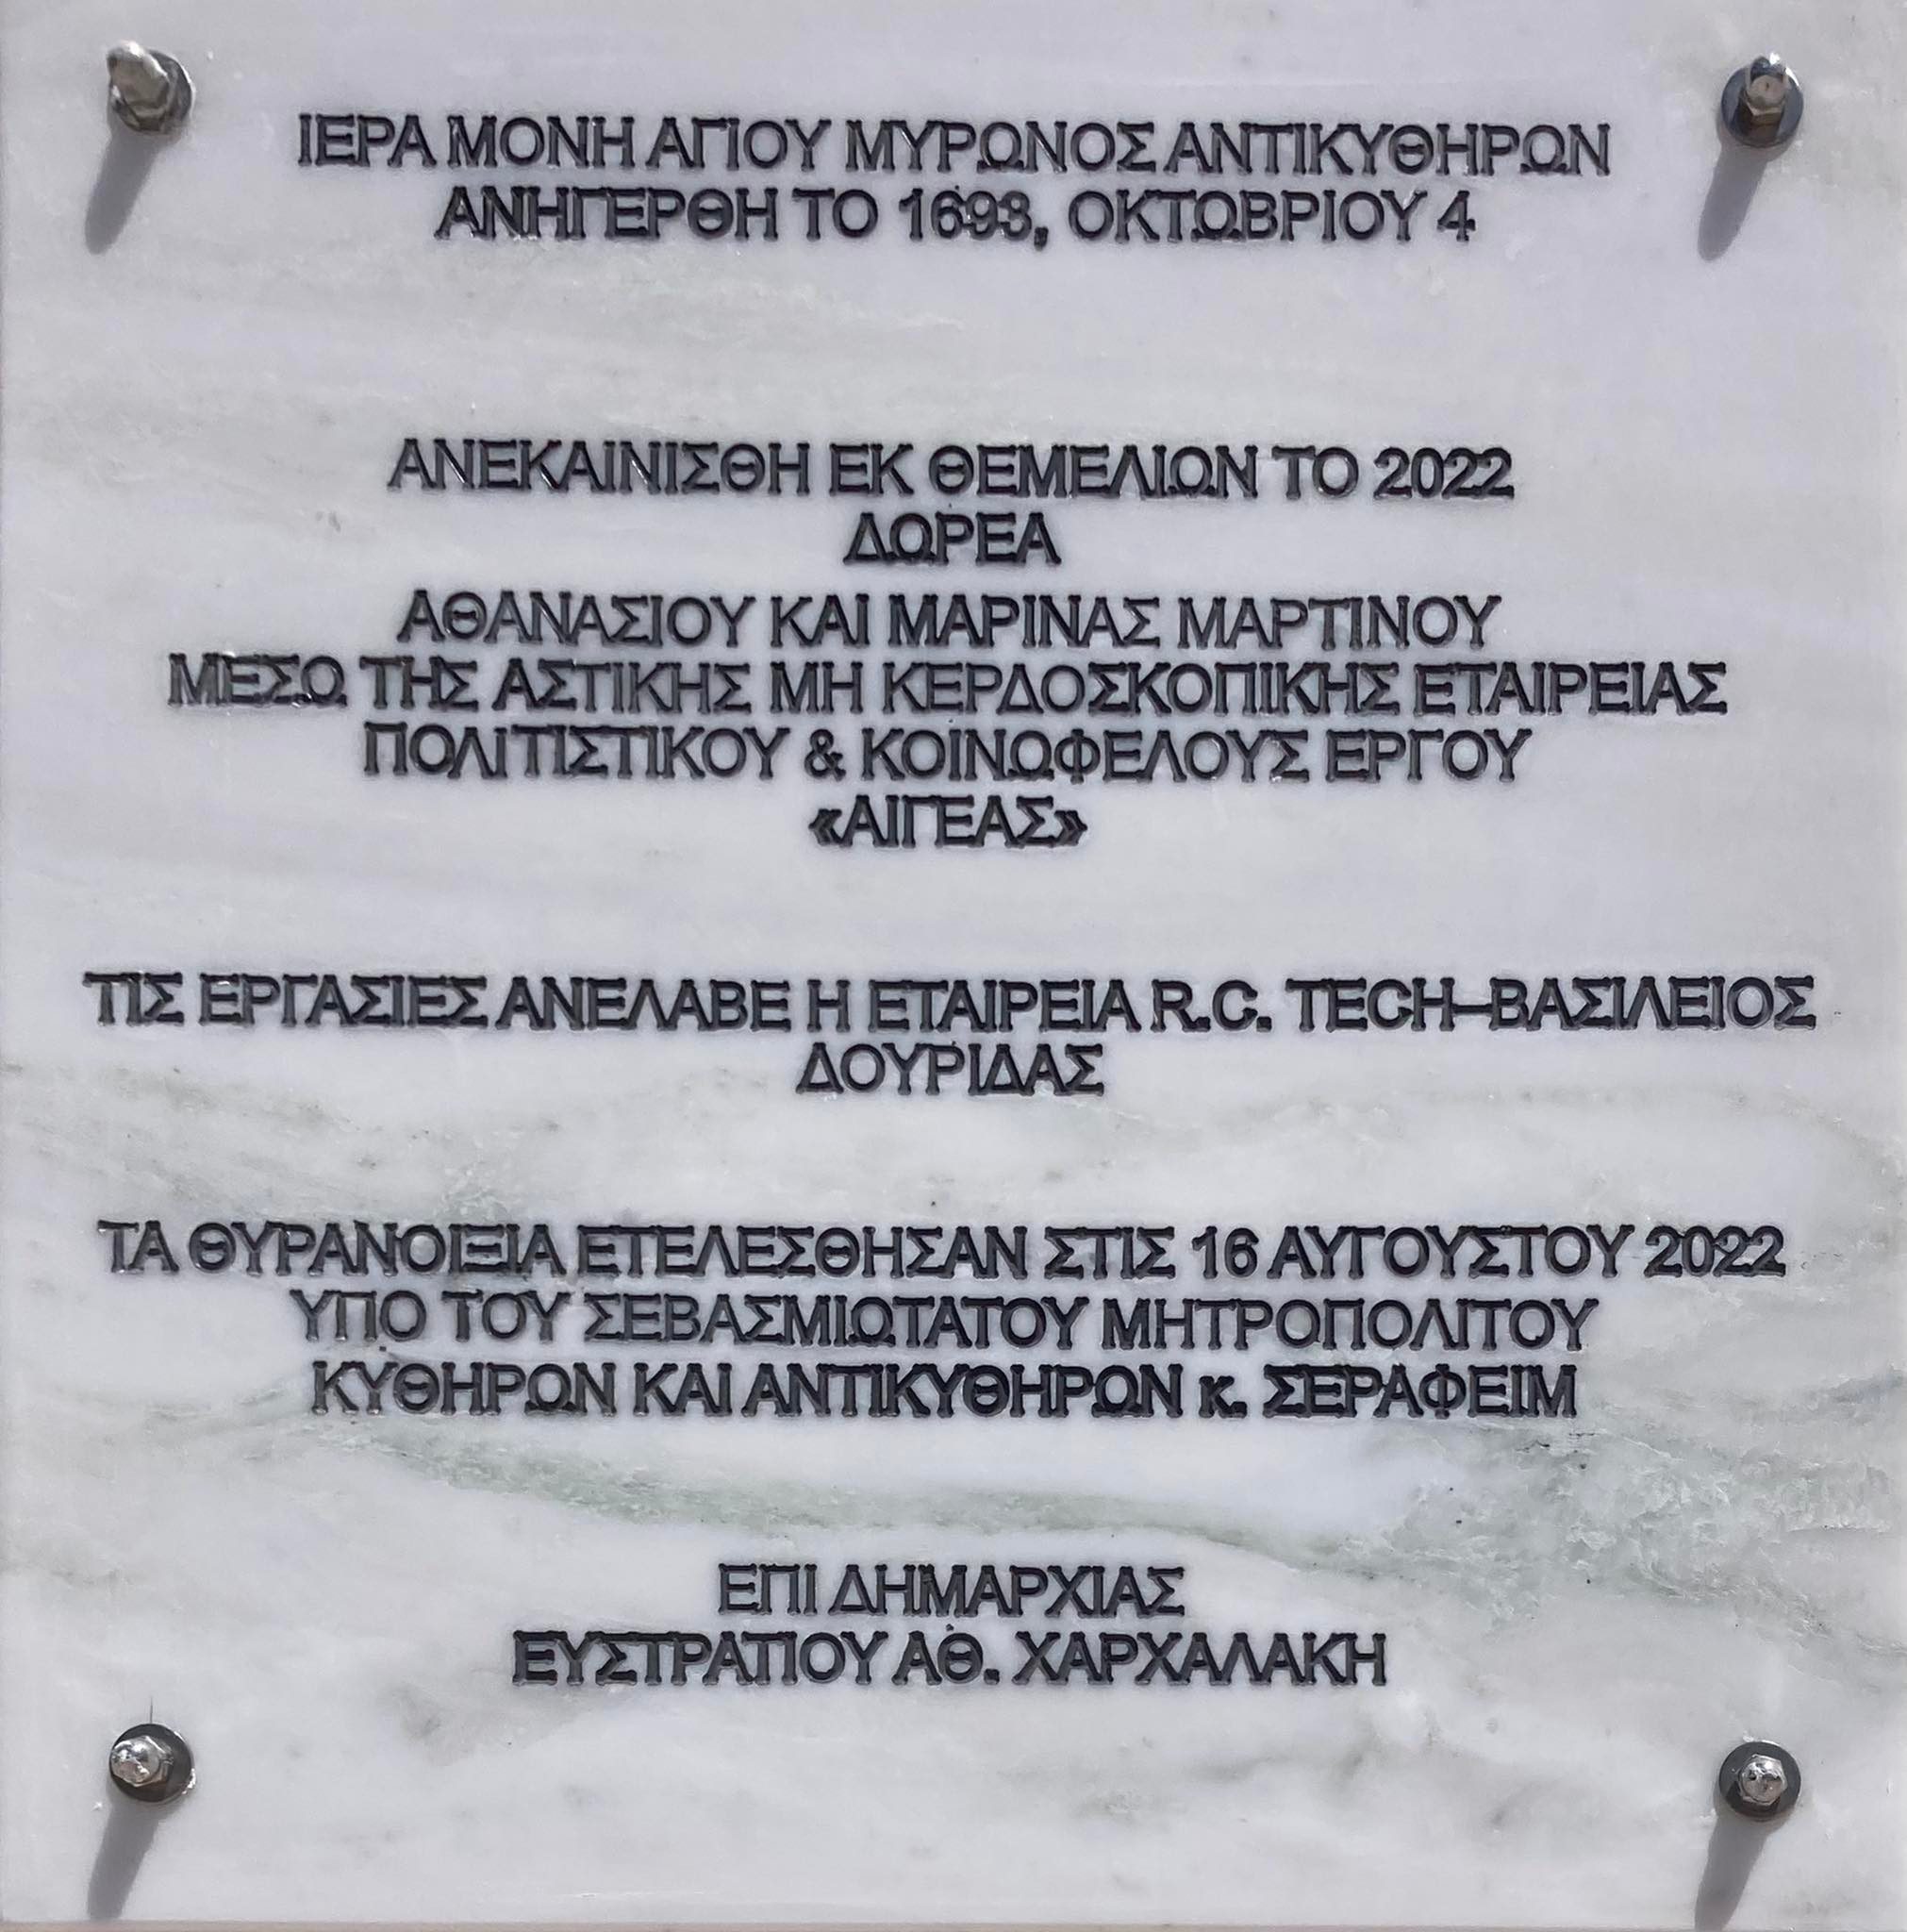 ΙΕΡΑ ΜΟΝΗ ΑΓΙΟΥ ΜΥΡΩΝΟΣ ΑΝΤΙΚΥΘΗΡΩΝ
ΑΝΗΓΕΡΘΗ ΤΟ 1693, ΟΚΤΩΒΡΙΟΥ 4
ΑΝΕΚΑΙΝΙΣΘΗ ΕΚ ΘΕΜΕΛΙΩΝ ΤΟ 2022
ΔΩΡΕΑ
ΑΘΑΝΑΣΙΟΥ ΚΑΙ ΜΑΡΙΝΑΣ ΜΑΡΤΙΝΟΥ
ΜΕΣΩ ΤΗΣ ΑΣΤΙΚΗΣ ΜΗ ΚΕΡΔΟΣΚΟΠΙΚΗΣ ΕΤΑΙΡΕΙΑΣ
ΠΟΛΙΤΙΣΤΙΚΟΥ & ΚΟΙΝΩΦΕΛΟΥΣ ΕΡΓΟΥ
«ΑΙΓΕΑΣ»
ΤΙΣ ΕΡΓΑΣΙΕΣ ΑΝΕΛΑΒΕ Η ΕΤΑΙΡΕΙΑ R.C. TECH–ΒΑΣΙΛΕΙΟΣ
ΔΟΥΡΙΔΑΣ
ΤΑ ΘΥΡΑΝΟΙΞΙΑ ΕΤΕΛΕΣΘΗΣΑΝ ΣΤΙΣ 16 ΑΥΓΟΥΣΤΟΥ 2022
ΥΠΟ ΤΟΥ ΣΕΒΑΣΜΙΩΤΑΤΟΥ ΜΗΤΡΟΠΟΛΙΤΟΥ
ΚΥΘΗΡΩΝ ΚΑΙ ΑΝΤΙΚΥΘΗΡΩΝ κ. ΣΕΡΑΦΕΙΜ
ΕΠΙ ΔΗΜΑΡΧΙΑΣ
ΕΥΣΤΡΑΤΙΟΥ ΑΘ. ΧΑΡΧΑΛΑΚΗ